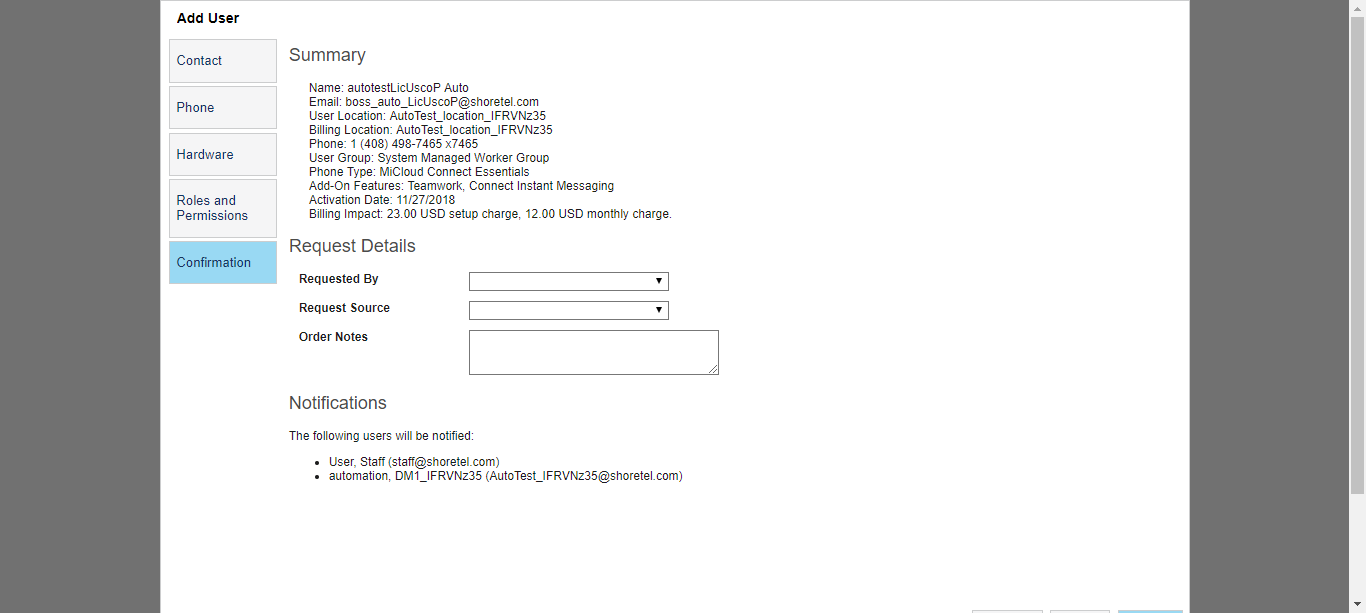 Add User
Contact
Phone
Hardware
Roles and
Permissions
Confirmation
Summary
Name: autotestLicUscoP Auto
Email: boss_auto_LicUscoP@shoretel.com
User Location: AutoTest_location_IFRVNz35
Billing Location: AutoTest_location_IFRVNz35
Phone: 1 (408) 498-7465 x7465
User Group: System Managed Worker Group
Phone Type: MiCloud Connect Essentials
Add-On Features: Teamwork, Connect Instant Messaging
Activation Date: 11/27/2018
Billing Impact: 23.00 USD setup charge, 12.00 USD monthly charge.
Request Details
Requested By
Request Source
Order Notes
Notifications
The following users will be notified:
User, Staff (staff@shoretel.com)
automation, DM1_IFRVNz35 (AutoTest_IFRVNz35@shoretel.com)